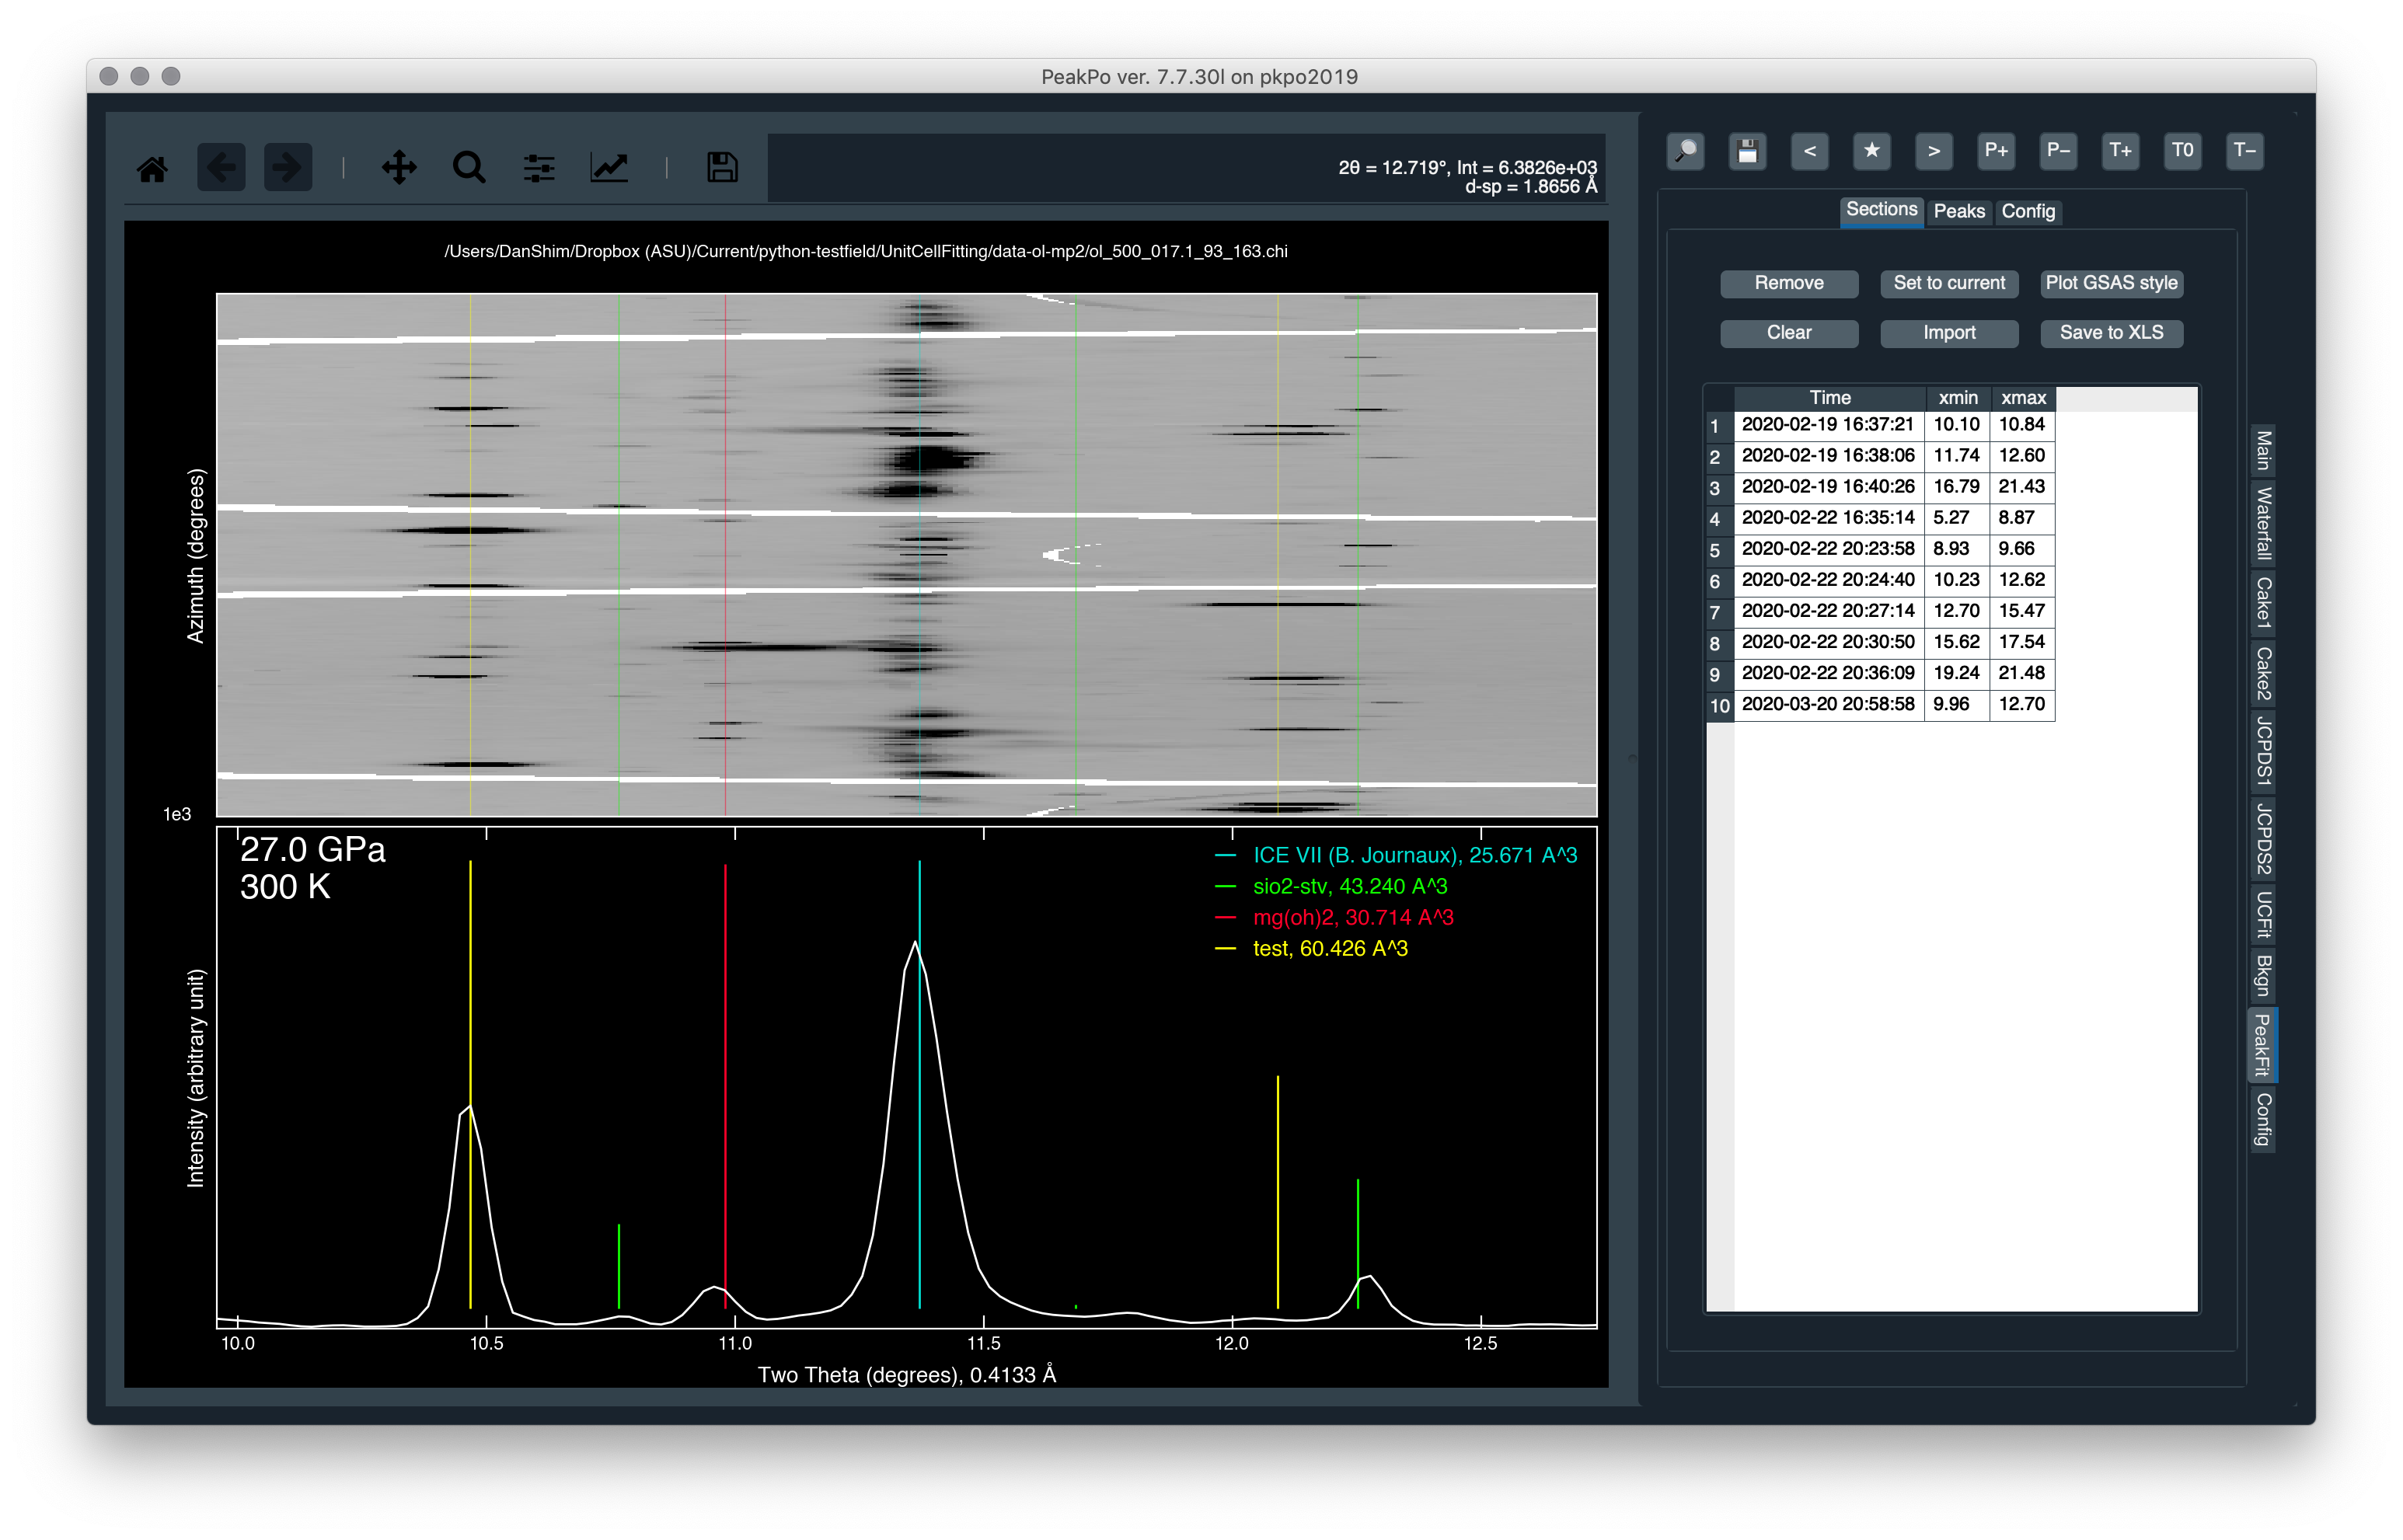 PeakPo ver. 7.7.30l on pkpo2019
2θ = 12.719°, Int = 6.3826e+03
d-sp = 1.8656 Å
/Users/DanShim/Dropbox (ASU)/Current/python-testfield/UnitCellFitting/data-ol-mp2/ol_500_017.1_93_163.chi
Azimuth (degrees)
1e3
27.0 GPa
300 K
ICE VII (B. Journaux), 25.671 A^3
sio2-stv, 43.240 A^3
mg(oh)2, 30.714 A^3
test, 60.426 A^3
Intensity (arbitrary unit)
10.0 10.5 11.0 11.5 12.0 12.5
Two Theta (degrees), 0.4133 Å
< ★ > P+ P− T+ T0 T−
Sections Peaks Config
Remove Set to current Plot GSAS style
Clear Import Save to XLS
Time xmin xmax
1 2020-02-19 16:37:21 10.10 10.84
2 2020-02-19 16:38:06 11.74 12.60
3 2020-02-19 16:40:26 16.79 21.43
4 2020-02-22 16:35:14 5.27 8.87
5 2020-02-22 20:23:58 8.93 9.66
6 2020-02-22 20:24:40 10.23 12.62
7 2020-02-22 20:27:14 12.70 15.47
8 2020-02-22 20:30:50 15.62 17.54
9 2020-02-22 20:36:09 19.24 21.48
10 2020-03-20 20:58:58 9.96 12.70
Main
Waterfall
Cake1
Cake2
JCPDS1
JCPDS2
UCFit
Bkgn
PeakFit
Config